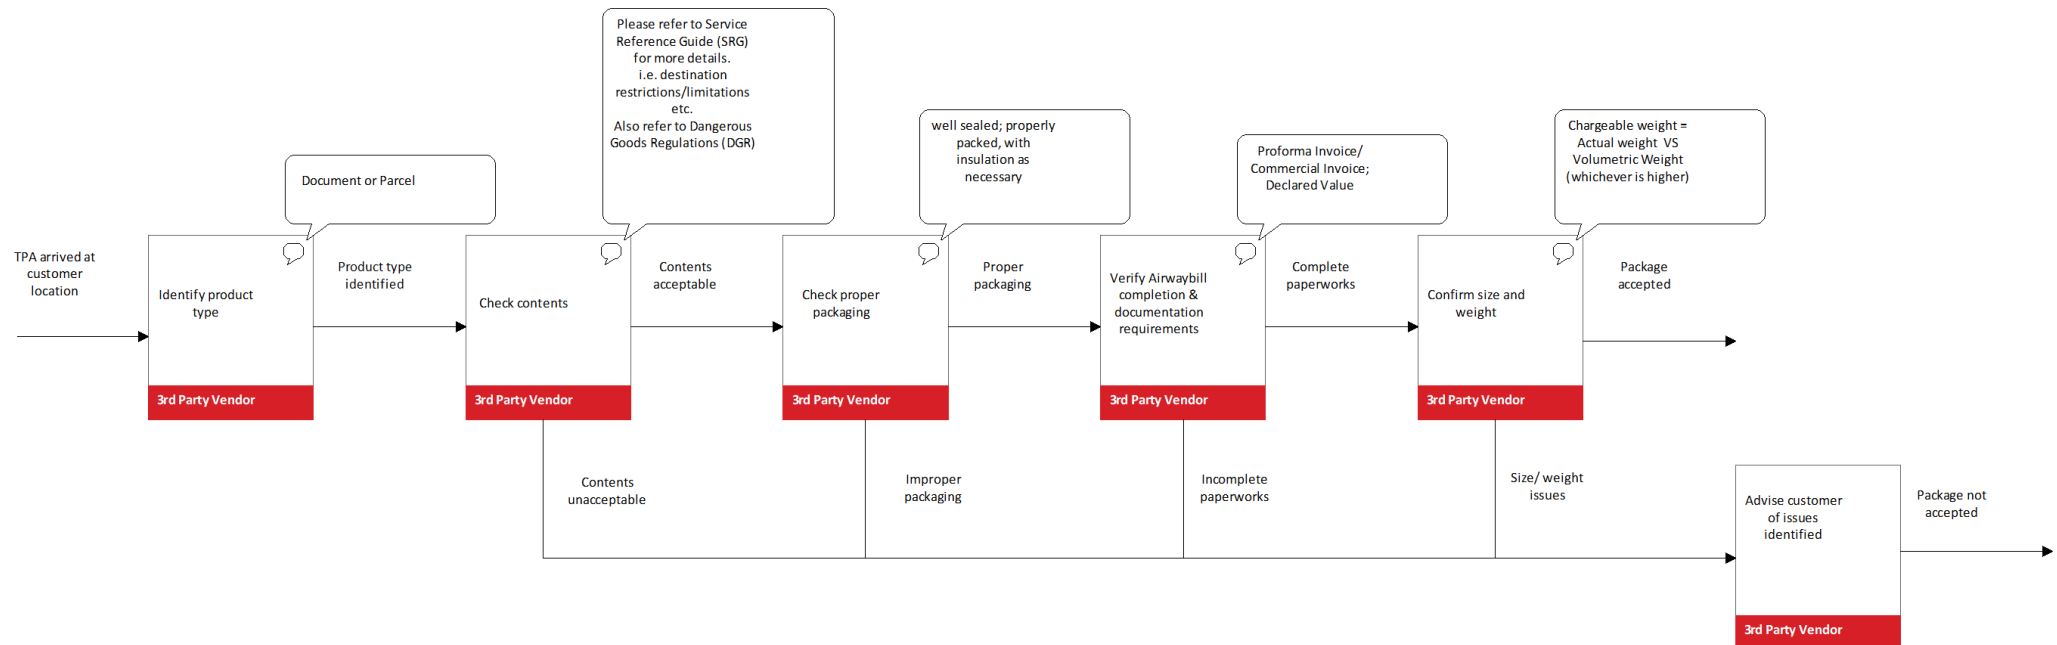 Please refer to Service
Reference Guide (SRG)
for more details.
i.e. destination
restrictions/limitations
etc.
Also refer to Dangerous
Goods Regulations (DGR)
well sealed; properly
packed, with
insulation as
necessary
Chargeable weight =
Actual weight VS
Volumetric Weight
(whichever is higher)
Proforma Invoice/
Commercial Invoice;
Declared Value
Document or Parcel
TPA arrived at
customer
location
Identify product
type
3rd Party Vendor
Product type
identified
Check contents
3rd Party Vendor
Contents
acceptable
Check proper
packaging
3rd Party Vendor
Proper
packaging
Verify Airwaybill
completion &
documentation
requirements
3rd Party Vendor
Complete
paperworks
Confirm size and
weight
3rd Party Vendor
Package
accepted
Contents
unacceptable
Improper
packaging
Incomplete
paperworks
Size/ weight
issues
Advise customer
of issues
identified
3rd Party Vendor
Package not
accepted